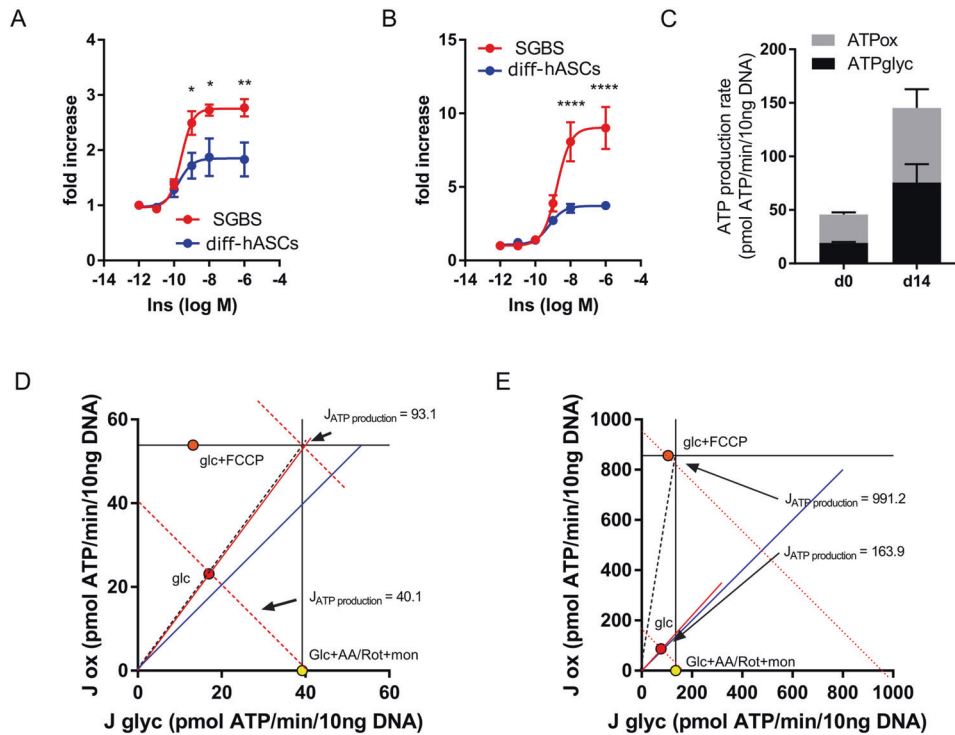 A
4
3
2
1
0
fold increase
*
*
**
SGBS
diff-hASCs
-14
-12
-10
-8
-6
-4
Ins (log M)
B
15
10
5
0
fold increase
SGBS
diff-hASCs
****
****
-14
-12
-10
-8
-6
-4
Ins (log M)
C
ATPox
ATPglyc
200
150
100
50
0
ATP production rate
(pmol ATP/min/10ng DNA)
d0
d14
D
60
40
20
0
J ox (pmol ATP/min/10ng DNA)
JATP production = 93.1
glc+FCCP
glc
JATP production = 40.1
Glc+AA/Rot+mon
0
20
40
60
J glyc (pmol ATP/min/10ng DNA)
E
1000
800
600
400
200
0
J ox (pmol ATP/min/10ng DNA)
glc+FCCP
JATP production = 991.2
JATP production = 163.9
glc
Glc+AA/Rot+mon
0
200
400
600
800
1000
J glyc (pmol ATP/min/10ng DNA)